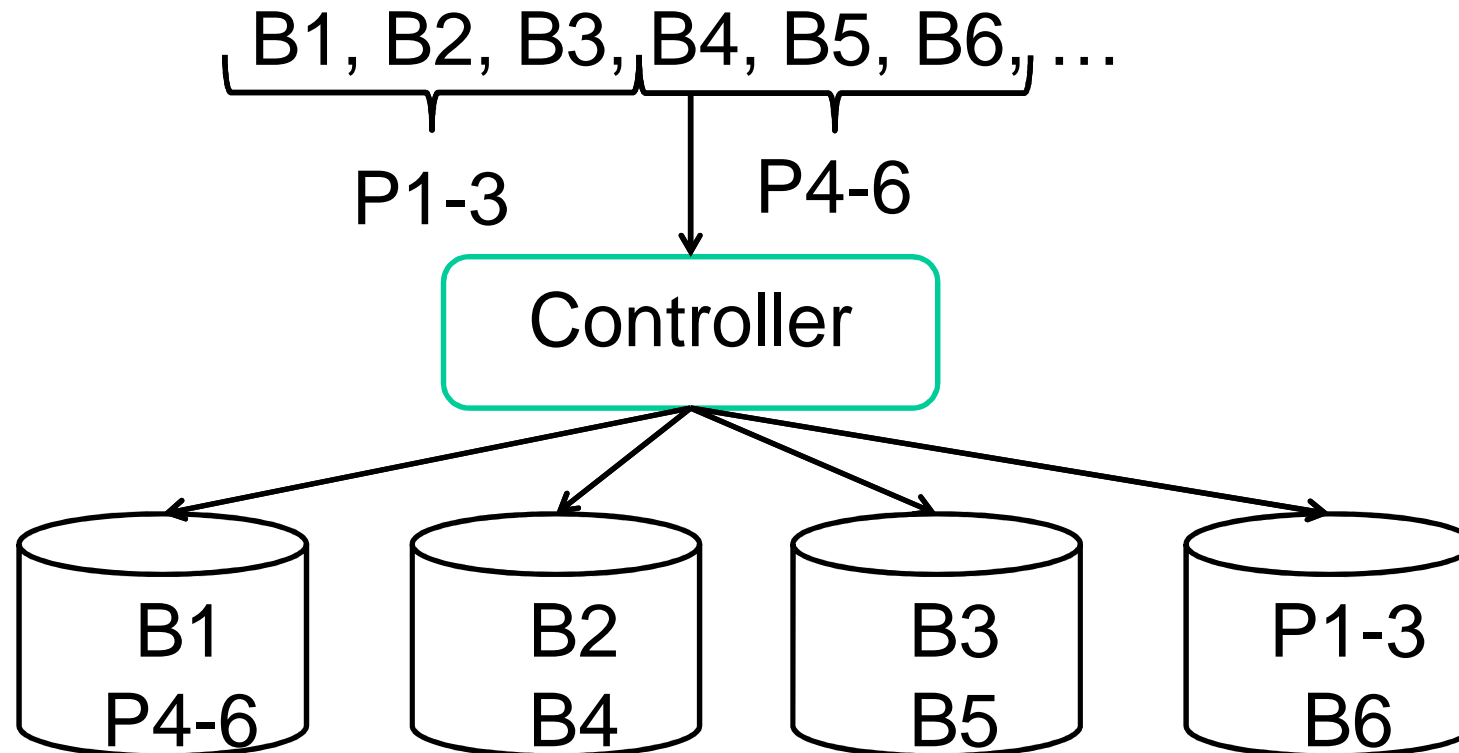 B1, B2, B3, B4, B5, B6, …
P1-3
P4-6
Controller
B1
P4-6
B2
B4
B3
B5
P1-3
B6